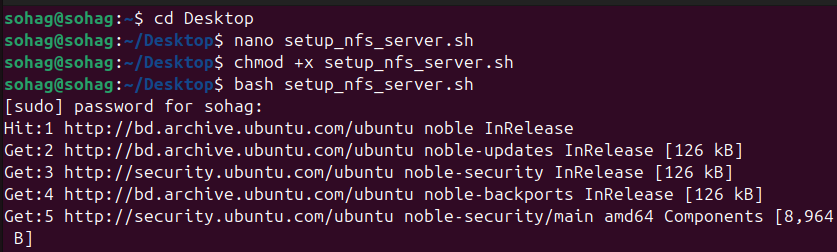 sohag@sohag:~$ cd Desktop
sohag@sohag:~/Desktop$ nano setup_nfs_server.sh
sohag@sohag:~/Desktop$ chmod +x setup_nfs_server.sh
sohag@sohag:~/Desktop$ bash setup_nfs_server.sh
[sudo] password for sohag:
Hit:1 http://bd.archive.ubuntu.com/ubuntu noble InRelease
Get:2 http://bd.archive.ubuntu.com/ubuntu noble-updates InRelease [126 kB]
Get:3 http://security.ubuntu.com/ubuntu noble-security InRelease [126 kB]
Get:4 http://bd.archive.ubuntu.com/ubuntu noble-backports InRelease [126 kB]
Get:5 http://security.ubuntu.com/ubuntu noble-security/main amd64 Components [8,964
 B]